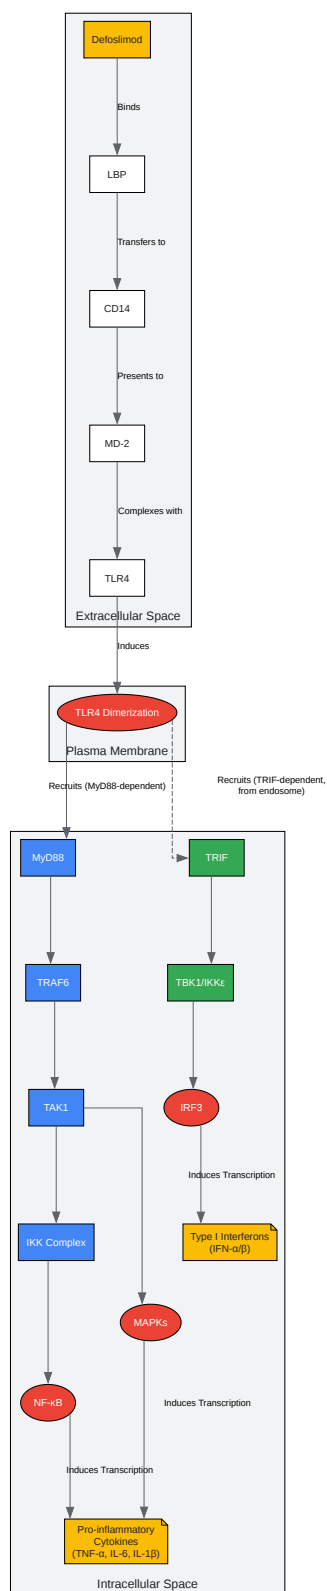 Defoslimod
Binds
LBP
Transfers to
CD14
Presents to
MD-2
Complexes with
TLR4
Extracellular Space
Induces
TLR4 Dimerization
Plasma Membrane
Recruits (MyD88-dependent)
Recruits (TRIF-dependent,
from endosome)
MyD88
TRIF
TRAF6
TBK1/IKKε
TAK1
IRF3
Induces Transcription
IKK Complex
Type I Interferons
(IFN-α/β)
MAPKs
NF-κB
Induces Transcription
Induces Transcription
Pro-inflammatory
Cytokines
(TNF-α, IL-6, IL-1β)
Intracellular Space